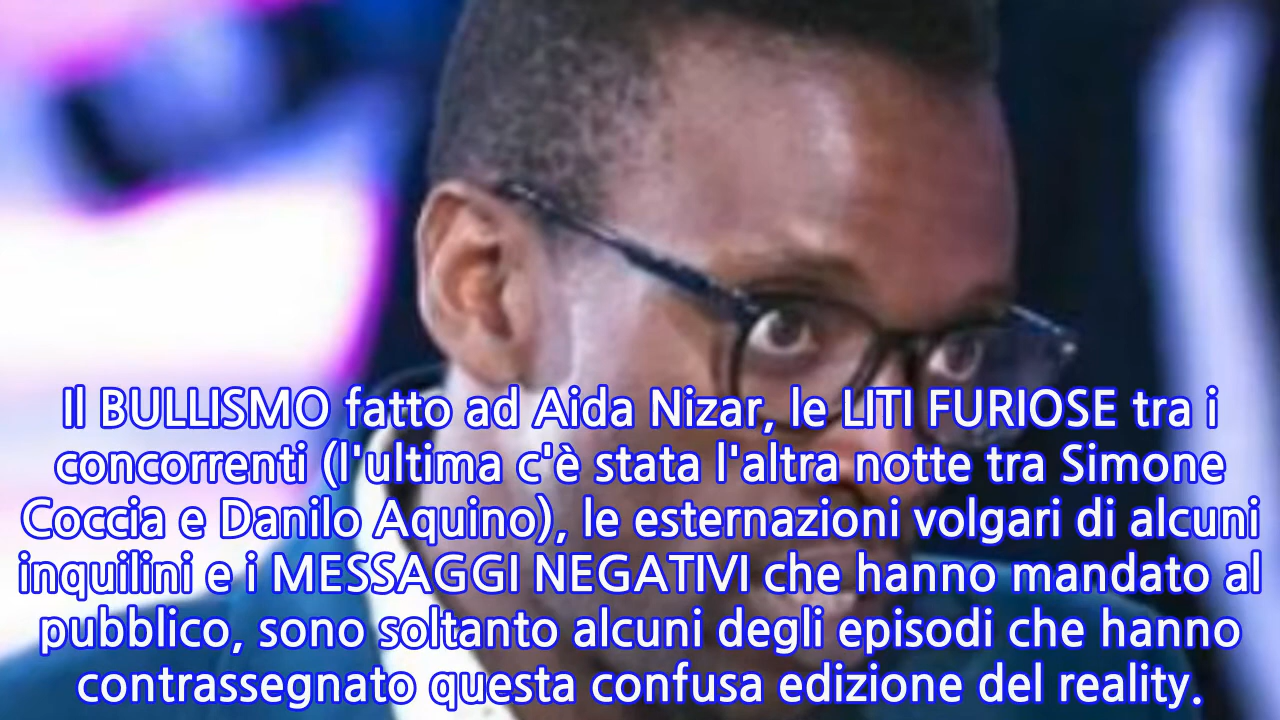 Il BULLISMO fatto ad Aida Nizar, le LITI FURIOSE tra i
concorrenti (l'ultima c'è stata l'altra notte tra Simone
Coccia e Danilo Aquino), le esternazioni volgari di alcuni
inquilini e i MESSAGGI NEGATIVI che hanno mandato al
pubblico, sono soltanto alcuni degli episodi che hanno
contrassegnato questa confusa edizione del reality.